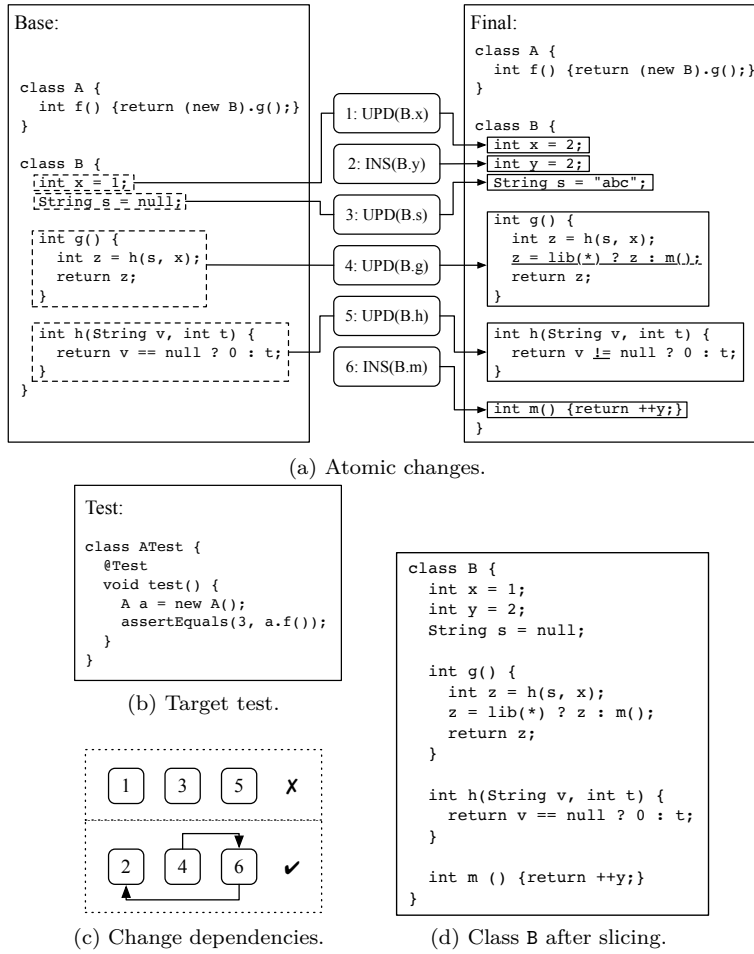 Base:
class A {
int f() {return (new B).g();}
}
class B {
int x = 1;
String s = null;
int g() {
int z = h(s, x);
return z;
}
int h(String v, int t) {
return v == null ? 0 : t;
}
}
1: UPD(B.x)
2: INS(B.y)
3: UPD(B.s)
4: UPD(B.g)
5: UPD(B.h)
6: INS(B.m)
Final:
class A {
int f() {return (new B).g();}
}
class B {
int x = 2;
int y = 2;
String s = "abc";
int g() {
int z = h(s, x);
z = lib(*) ? z : m();
return z;
}
int h(String v, int t) {
return v != null ? 0 : t;
}
int m() {return ++y;}
}
(a) Atomic changes.
Test:
class ATest {
@Test
void test() {
A a = new A();
assertEquals(3, a.f());
}
}
(b) Target test.
1 3 5 ✗
2 4 6 ✔
(c) Change dependencies.
class B {
int x = 1;
int y = 2;
String s = null;
int g() {
int z = h(s, x);
z = lib(*) ? z : m();
return z;
}
int h(String v, int t) {
return v == null ? 0 : t;
}
int m () {return ++y;}
}
(d) Class B after slicing.